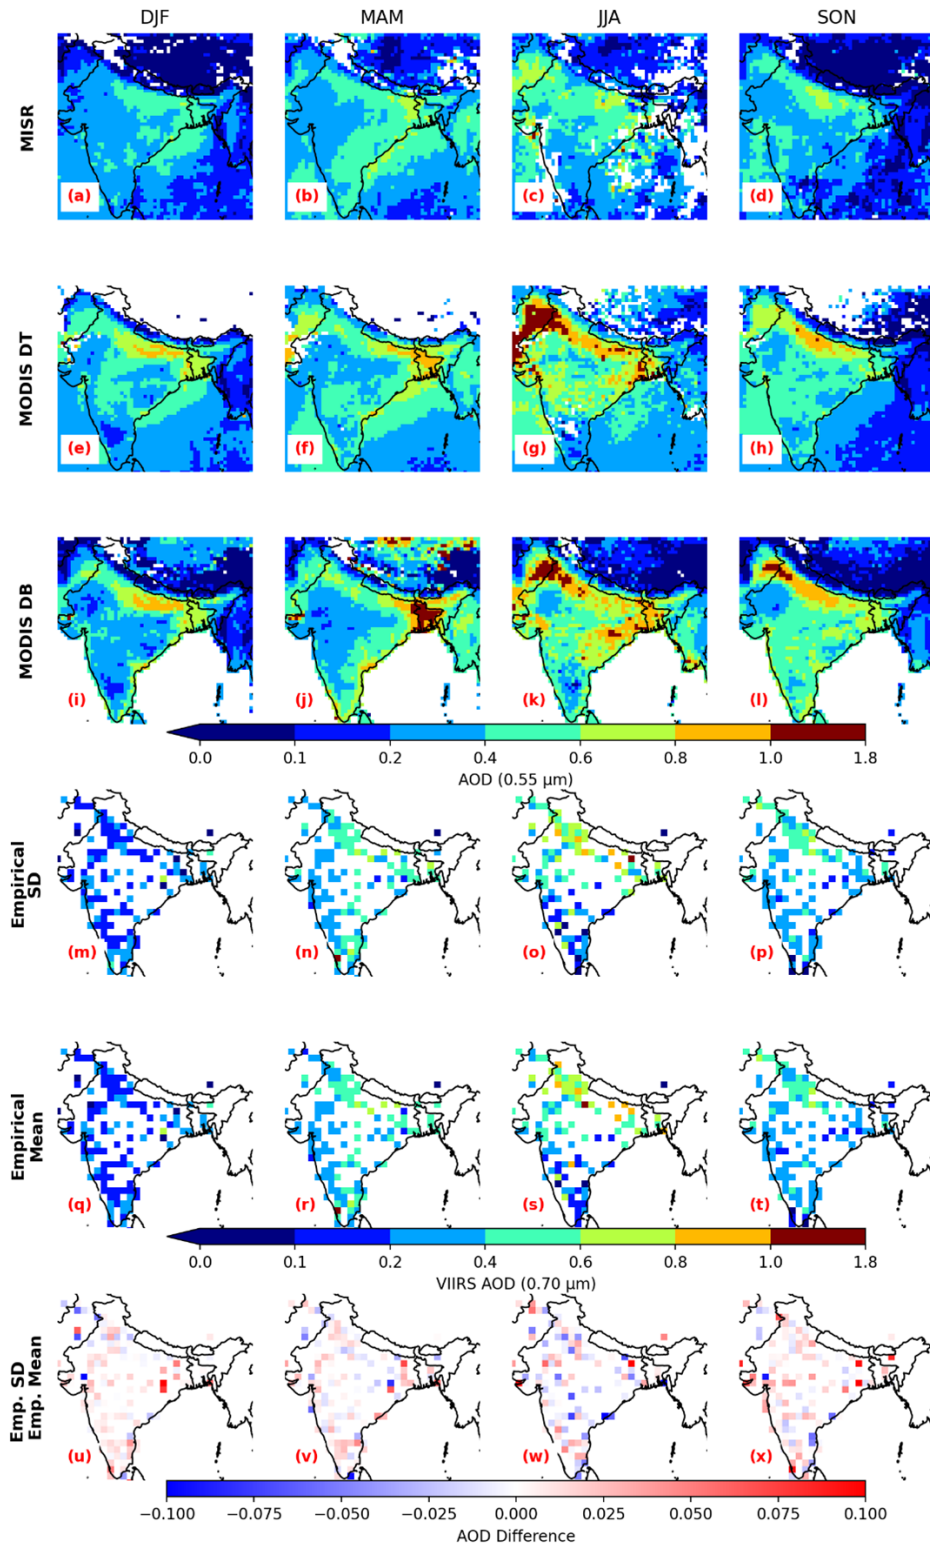 DJF MAM JJA SON
MISR
(a) (b) (c) (d)
MODIS DT
(e) (f) (g) (h)
MODIS DB
(i) (j) (k) (l)
0.0 0.1 0.2 0.4 0.6 0.8 1.0 1.8
AOD (0.55 μm)
Empirical
SD
(m) (n) (o) (p)
Empirical
Mean
(q) (r) (s) (t)
0.0 0.1 0.2 0.4 0.6 0.8 1.0 1.8
VIIRS AOD (0.70 μm)
Emp. SD
Emp. Mean
(u) (v) (w) (x)
−0.100 −0.075 −0.050 −0.025 0.000 0.025 0.050 0.075 0.100
AOD Difference